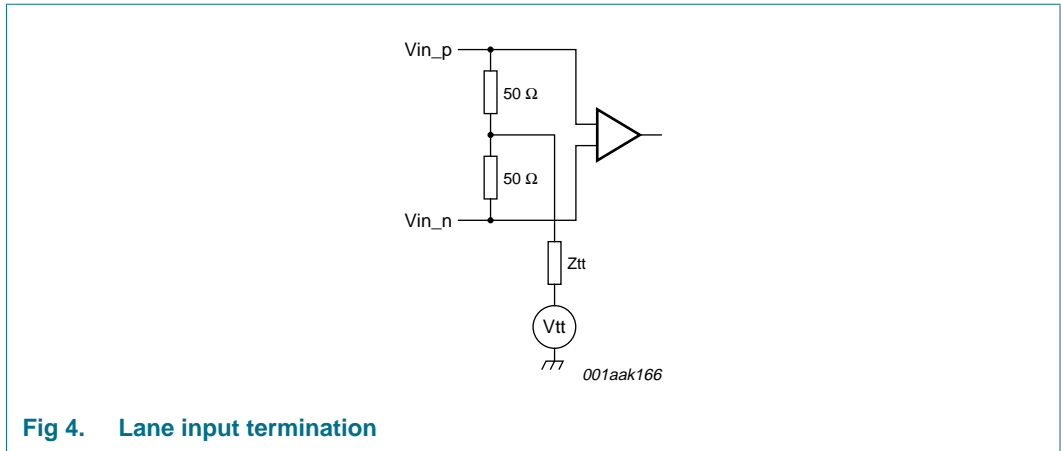 Vin_p
50 Ω
50 Ω
Vin_n
Ztt
Vtt
001aak166
Fig 4. Lane input termination